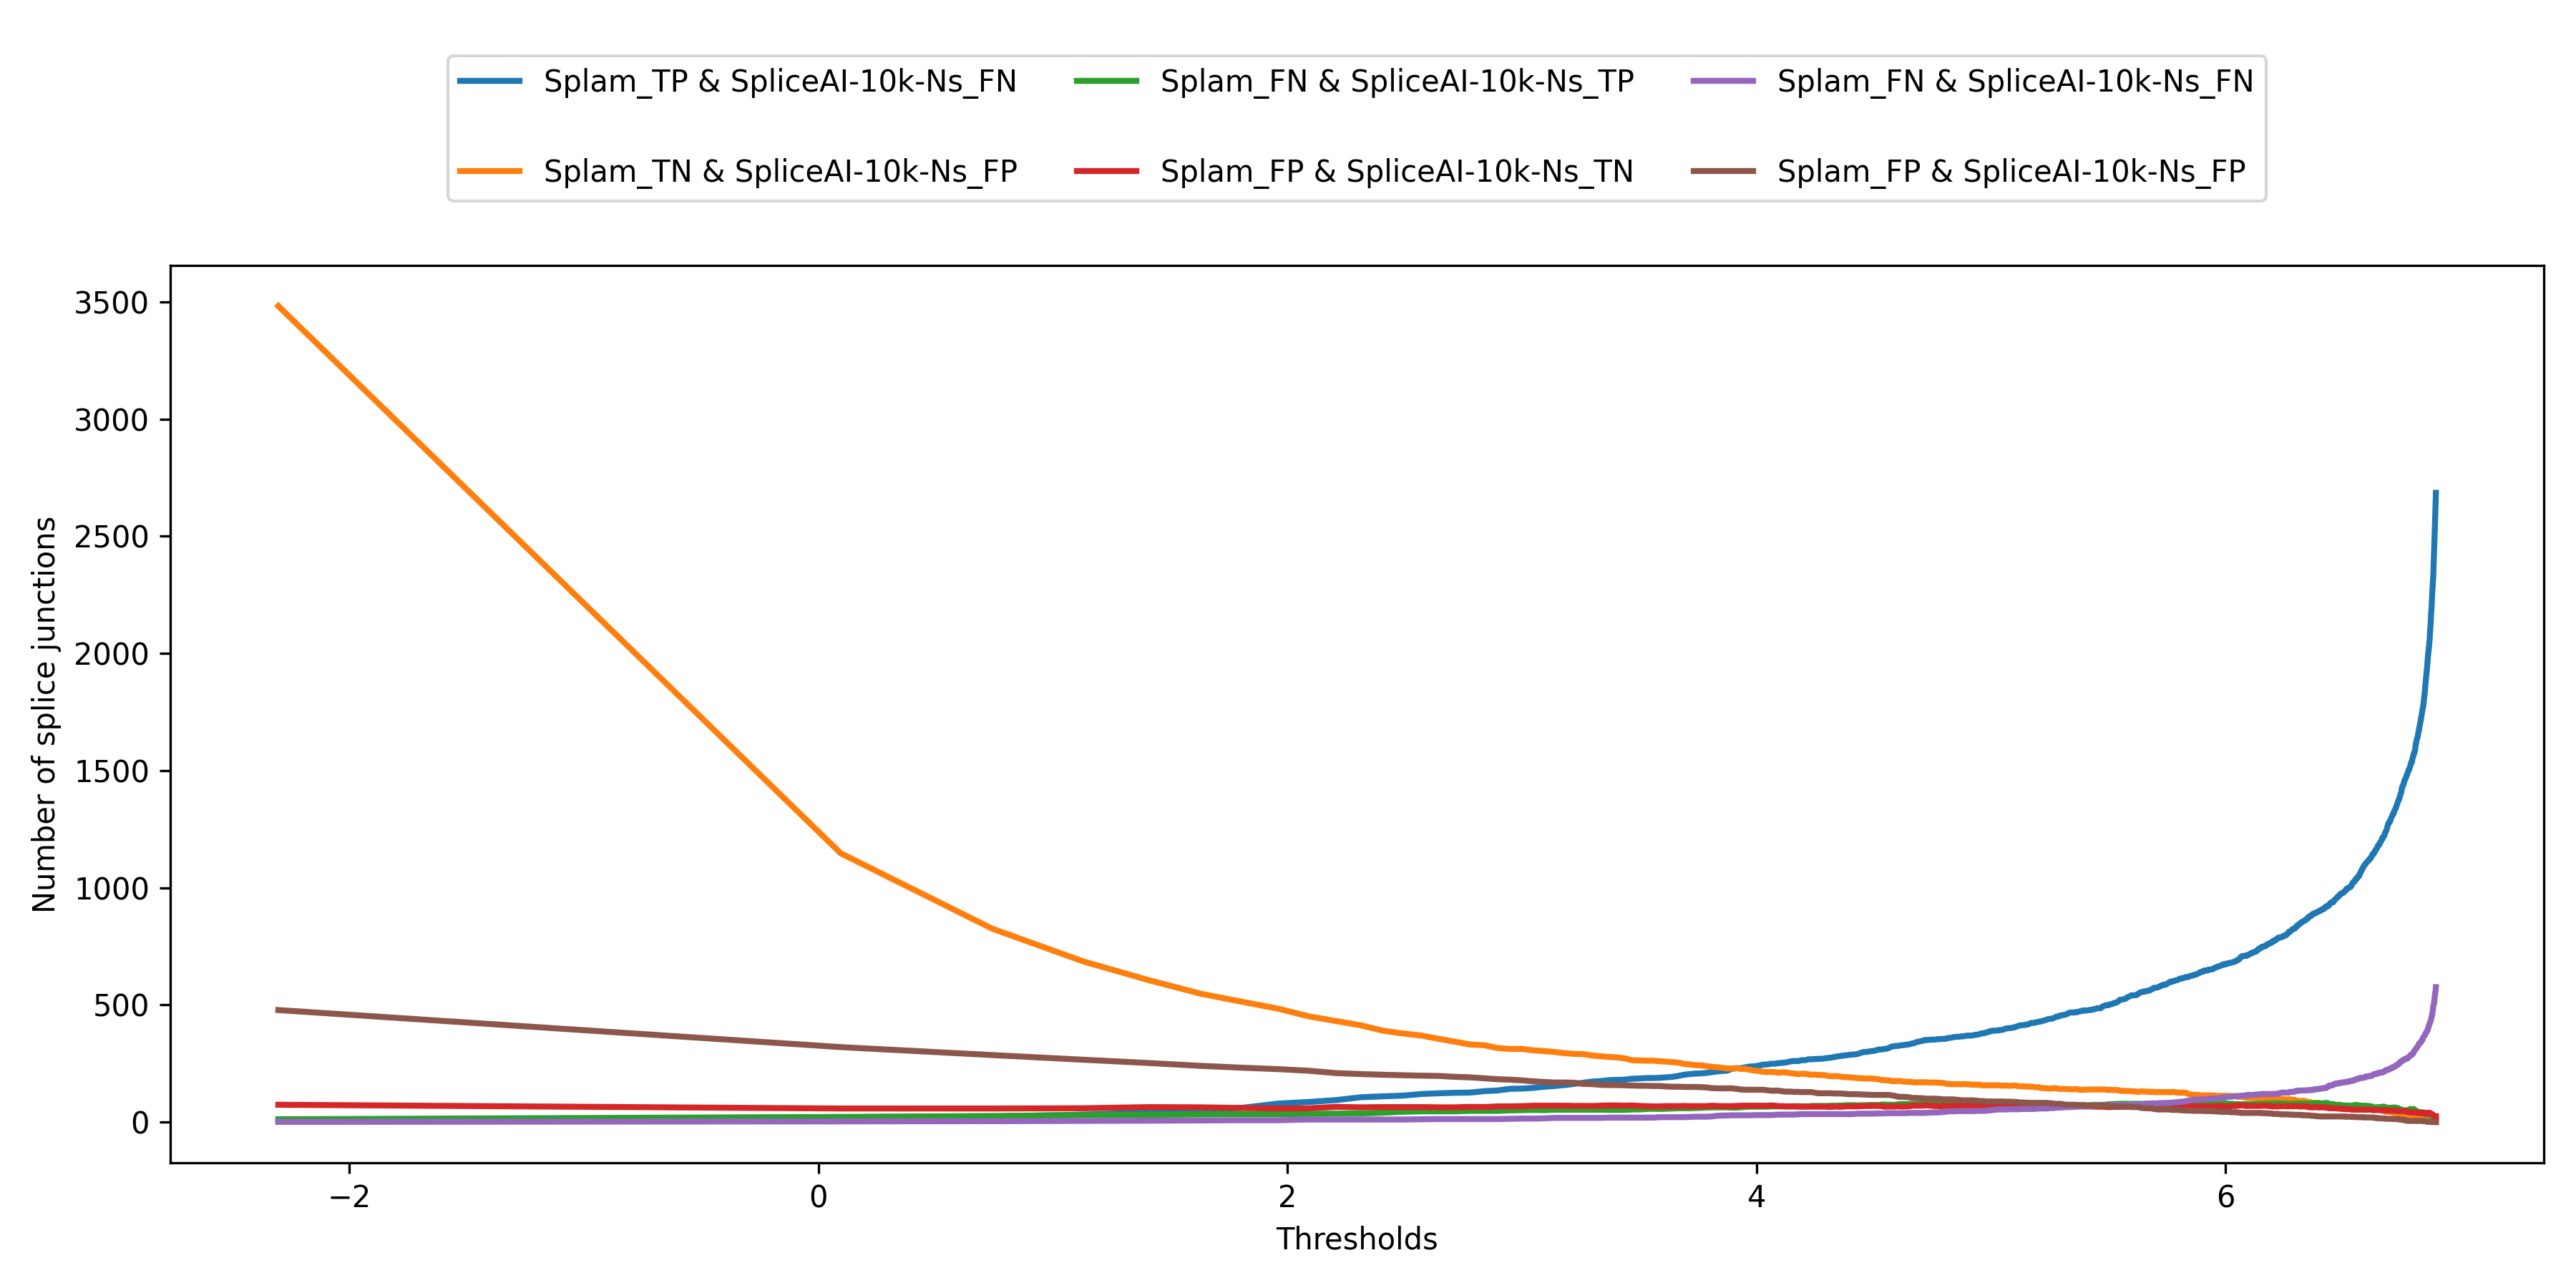 Splam_TP & SpliceAI-10k-Ns_FN Splam_FN & SpliceAI-10k-Ns_TP Splam_FN & SpliceAI-10k-Ns_FN
Splam_TN & SpliceAI-10k-Ns_FP Splam_FP & SpliceAI-10k-Ns_TN Splam_FP & SpliceAI-10k-Ns_FP
3500
3000
2500
2000
1500
1000
500
0
Number of splice junctions
−2 0 2 4 6
Thresholds